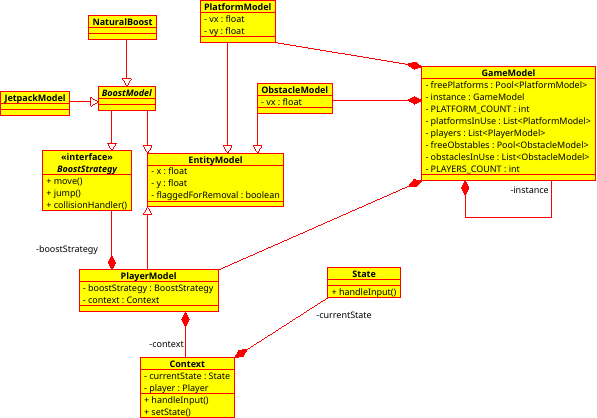 PlatformModel
- vx : float
- vy : float
NaturalBoost
JetpackModel
BoostModel
ObstacleModel
- vx : float
GameModel
- freePlatforms : Pool<PlatformModel>
- instance : GameModel
- PLATFORM_COUNT : int
- platformsInUse : List<PlatformModel>
- players : List<PlayerModel>
- freeObstables : Pool<ObstacleModel>
- obstaclesInUse : List<ObstacleModel>
- PLAYERS_COUNT : int
-instance
«interface»
BoostStrategy
+ move()
+ jump()
+ collisionHandler()
EntityModel
- x : float
- y : float
- flaggedForRemoval : boolean
-boostStrategy
PlayerModel
- boostStrategy : BoostStrategy
- context : Context
State
+ handleInput()
-currentState
-context
Context
- currentState : State
- player : Player
+ handleInput()
+ setState()